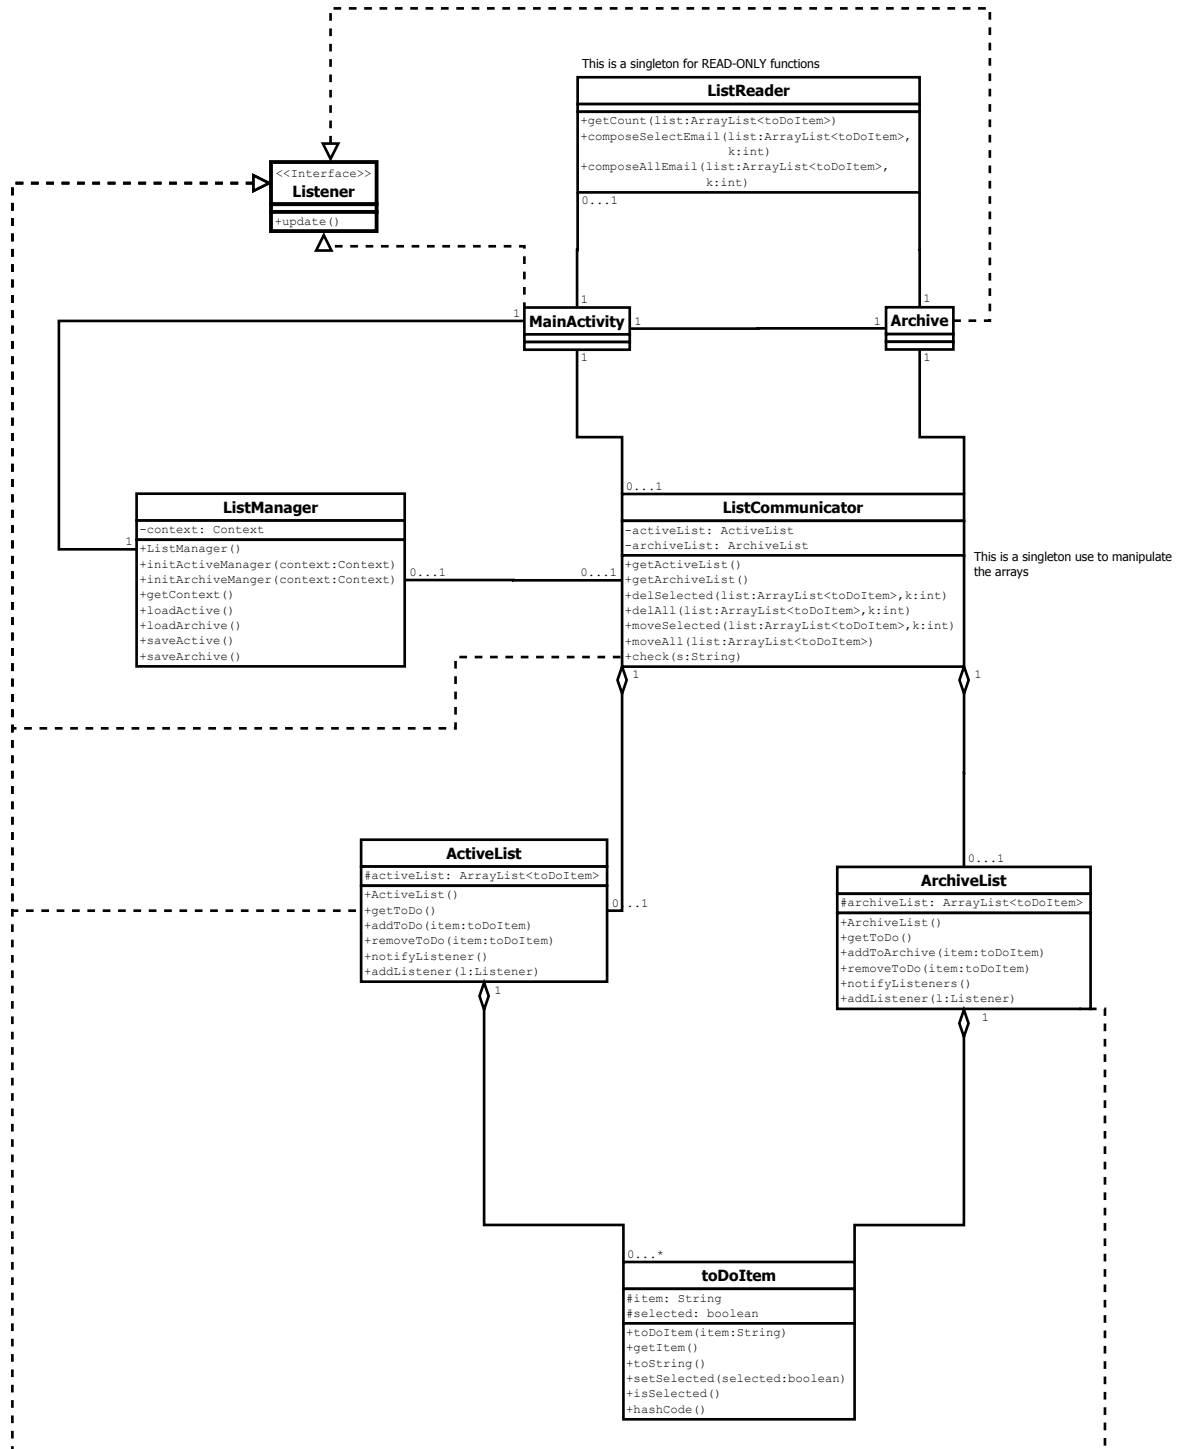 This is a singleton for READ-ONLY functions
ListReader
+getCount(list:ArrayList<toDoItem>)
+composeSelectEmail(list:ArrayList<toDoItem>,
k:int)
+composeAllEmail(list:ArrayList<toDoItem>,
k:int)
0...1
<<Interface>>
Listener
+update()
1
1
1
MainActivity
1
1
Archive
1
1
0...1
ListManager
-context: Context
1
+ListManager()
+initActiveManager(context:Context)
+initArchiveManger(context:Context)
+getContext()
+loadActive()
+loadArchive()
+saveActive()
+saveArchive()
0...1
0...1
ListCommunicator
-activeList: ActiveList
-archiveList: ArchiveList
+getActiveList()
+getArchiveList()
+delSelected(list:ArrayList<toDoItem>,k:int)
+delAll(list:ArrayList<toDoItem>,k:int)
+moveSelected(list:ArrayList<toDoItem>,k:int)
+moveAll(list:ArrayList<toDoItem>)
+check(s:String)
This is a singleton use to manipulate
the arrays
1
1
ActiveList
#activeList: ArrayList<toDoItem>
+ActiveList()
+getToDo()
+addToDo(item:toDoItem)
+removeToDo(item:toDoItem)
+notifyListener()
+addListener(l:Listener)
0...1
1
0...1
ArchiveList
#archiveList: ArrayList<toDoItem>
+ArchiveList()
+getToDo()
+addToArchive(item:toDoItem)
+removeToDo(item:toDoItem)
+notifyListeners()
+addListener(l:Listener)
1
0...*
toDoItem
#item: String
#selected: boolean
+toDoItem(item:String)
+getItem()
+toString()
+setSelected(selected:boolean)
+isSelected()
+hashCode()